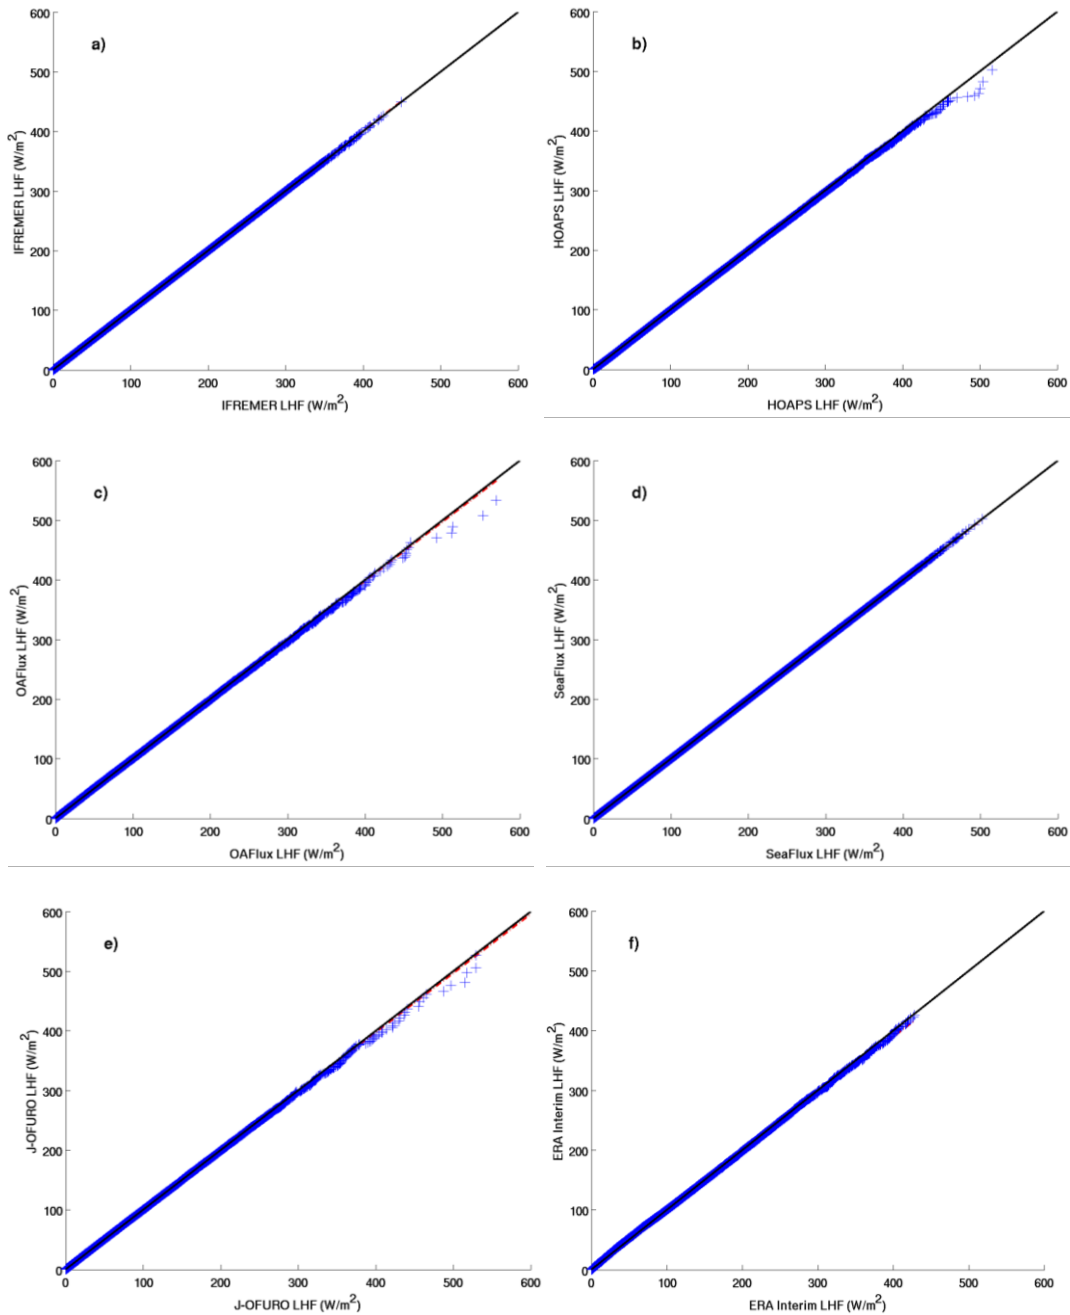 a)
600
500
400
300
200
100
0
IFREMER LHF (W/m²)
0 100 200 300 400 500 600
IFREMER LHF (W/m²)
b)
600
500
400
300
200
100
0
HOAPS LHF (W/m²)
0 100 200 300 400 500 600
HOAPS LHF (W/m²)
c)
600
500
400
300
200
100
0
OAFlux LHF (W/m²)
0 100 200 300 400 500 600
OAFlux LHF (W/m²)
d)
600
500
400
300
200
100
0
SeaFlux LHF (W/m²)
0 100 200 300 400 500 600
SeaFlux LHF (W/m²)
e)
600
500
400
300
200
100
0
J-OFURO LHF (W/m²)
0 100 200 300 400 500 600
J-OFURO LHF (W/m²)
f)
600
500
400
300
200
100
0
ERA Interim LHF (W/m²)
0 100 200 300 400 500 600
ERA Interim LHF (W/m²)